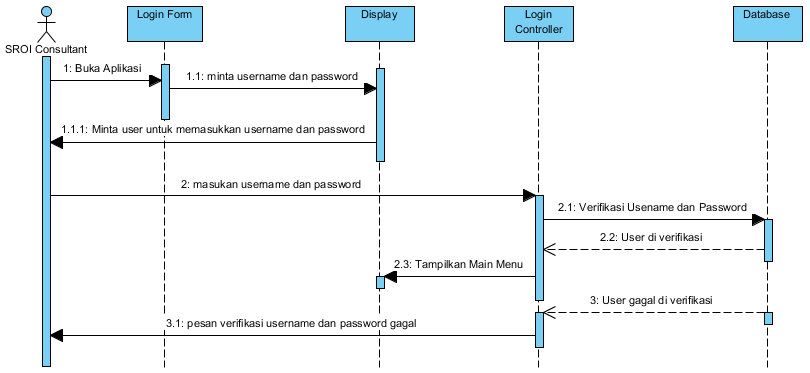 Login Form
Display
Login
Controller
Database
SROI Consultant
1: Buka Aplikasi
1.1: minta username dan password
1.1.1: Minta user untuk memasukkan username dan password
2: masukan username dan password
2.1: Verifikasi Usename dan Password
2.2: User di verifikasi
2.3: Tampilkan Main Menu
3: User gagal di verifikasi
3.1: pesan verifikasi username dan password gagal